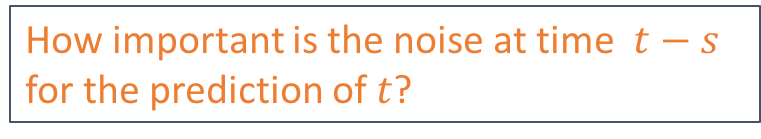 How important is the noise at time t − s
for the prediction of t?